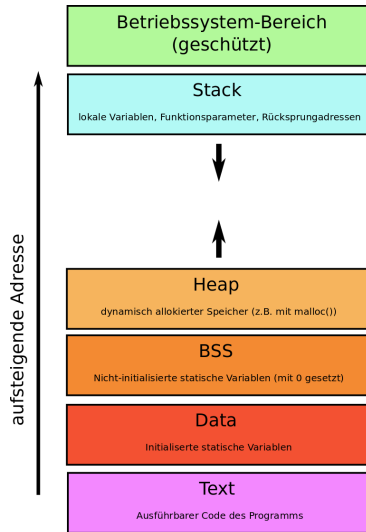 Betriebssystem-Bereich
(geschützt)
Stack
lokale Variablen, Funktionsparameter, Rücksprungadressen
aufsteigende Adresse
Heap
dynamisch allokierter Speicher (z.B. mit malloc())
BSS
Nicht-initialisierte statische Variablen (mit 0 gesetzt)
Data
Initialiserte statische Variablen
Text
Ausführbarer Code des Programms